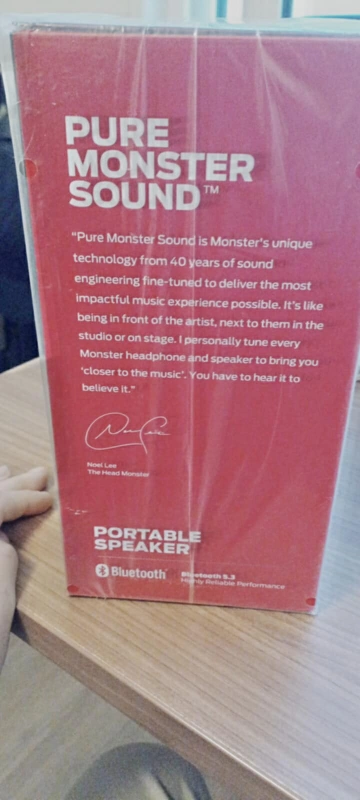 PURE
MONSTER
SOUND™
"Pure Monster Sound is Monster's unique
technology from 40 years of sound
engineering fine-tuned to deliver the most
impactful music experience possible. It's like
being in front of the artist, next to them in the
studio or on stage. I personally tune every
Monster headphone and speaker to bring you
'closer to the music'. You have to hear it to
believe it."
Noel Lee
Noel Lee
The Head Monster
PORTABLE
SPEAKER
Bluetooth®
Bluetooth 5.3
Highly Reliable Performance